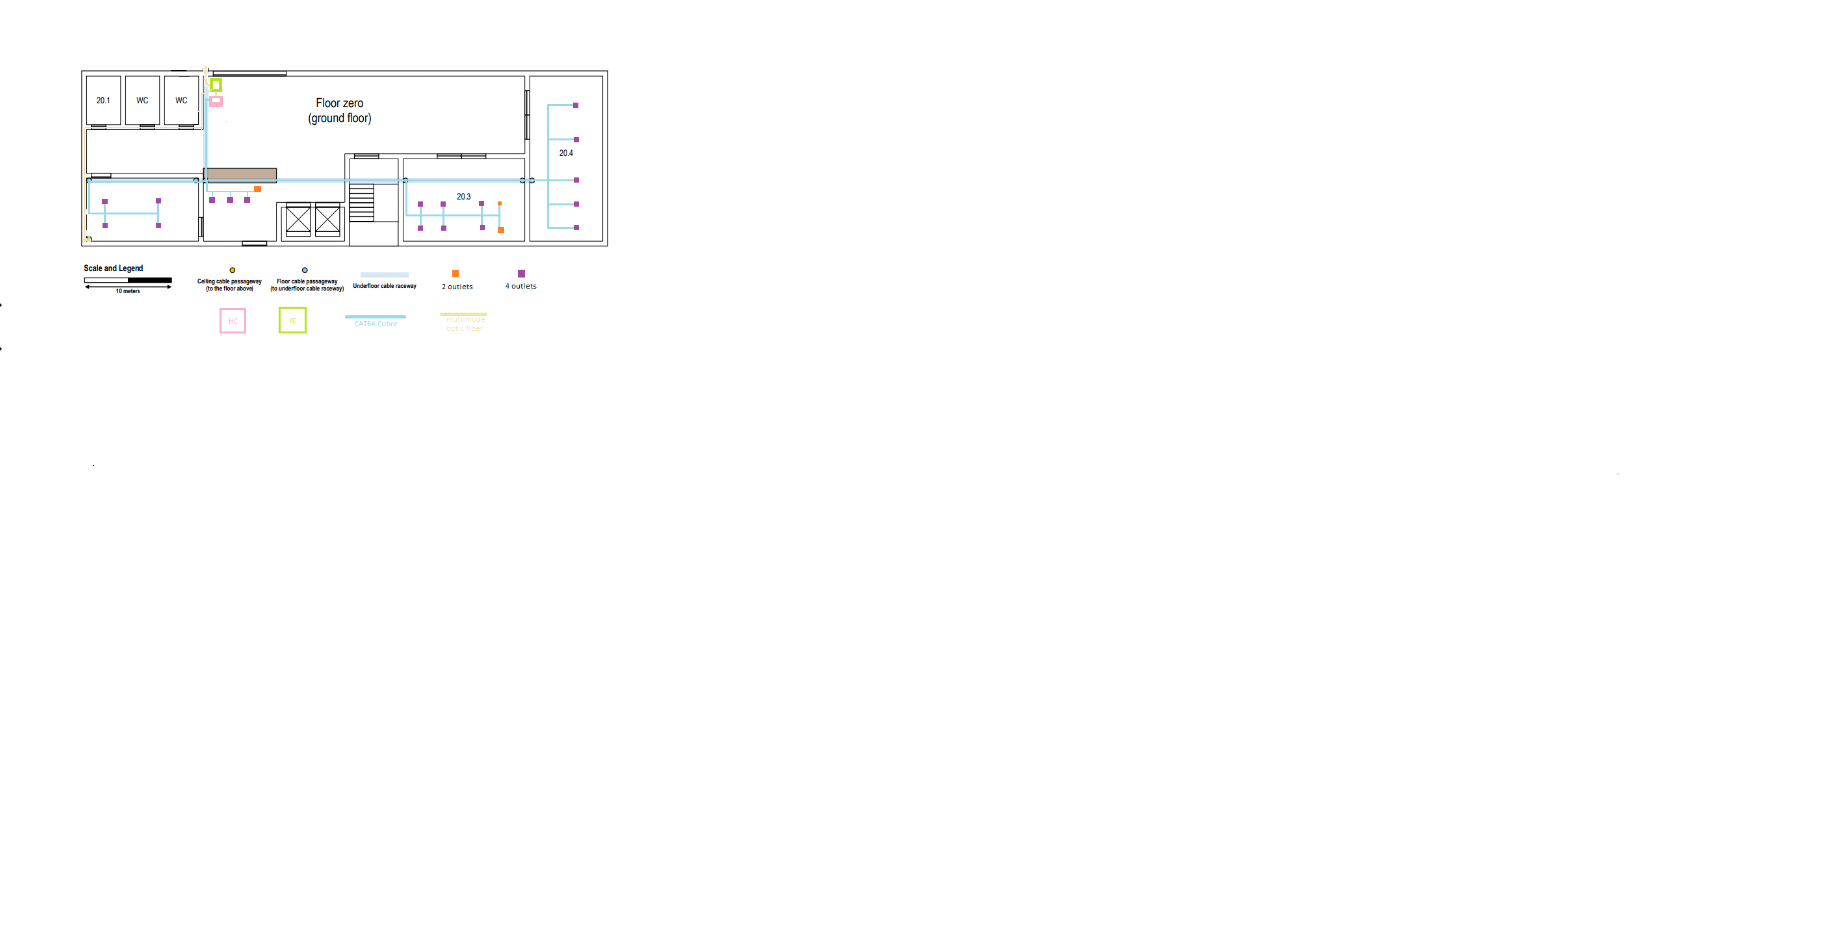 20.1
WC
WC
Floor zero
(ground floor)
20.4
20.3
Scale and Legend
10 meters
Ceiling cable passageway
(to the floor above)
Floor cable passageway
(to underfloor cable raceway)
Underfloor cable raceway
2 outlets
4 outlets
HC
IC
CAT6A Cobre
multimode
optic fiber